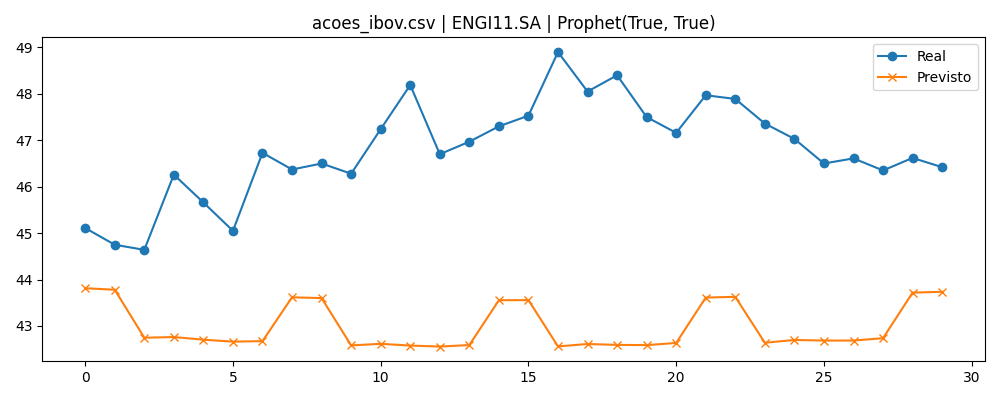 acoes_ibov.csv | ENGI11.SA | Prophet(True, True)
Real
Previsto
49
48
47
46
45
44
43
0 5 10 15 20 25 30